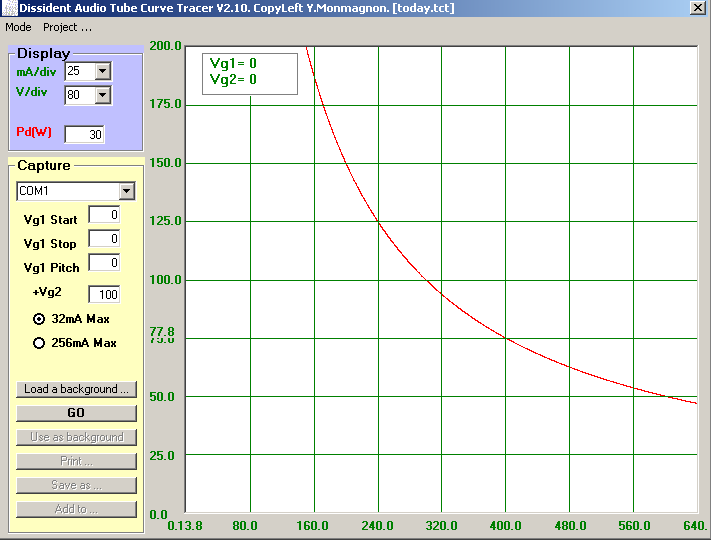 Dissident Audio Tube Curve Tracer V2.10. CopyLeft Y.Monmagnon. [today.tct]
Mode Project ...
Display
mA/div 25
V/div 80
Pd(W) 30
Capture
COM1
Vg1 Start 0
Vg1 Stop 0
Vg1 Pitch 0
+Vg2 100
32mA Max
256mA Max
Load a background ...
GO
Use as background
Print ...
Save as ...
Add to ...
Vg1= 0
Vg2= 0
200.0
175.0
150.0
125.0
100.0
77.8
75.0
50.0
25.0
0.0
0.13.8 80.0 160.0 240.0 320.0 400.0 480.0 560.0 640.